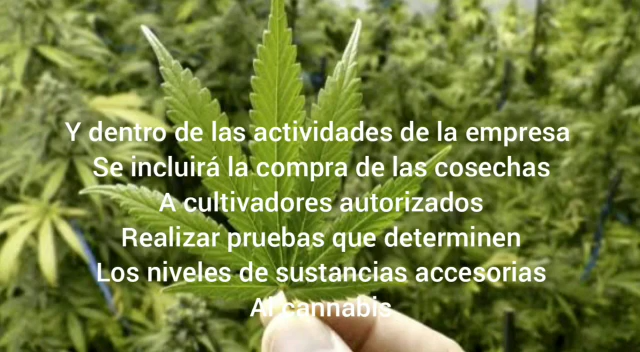 Y dentro de las actividades de la empresa
Se incluirá la compra de las cosechas
A cultivadores autorizados
Realizar pruebas que determinen
Los niveles de sustancias accesorias
Al cannabis